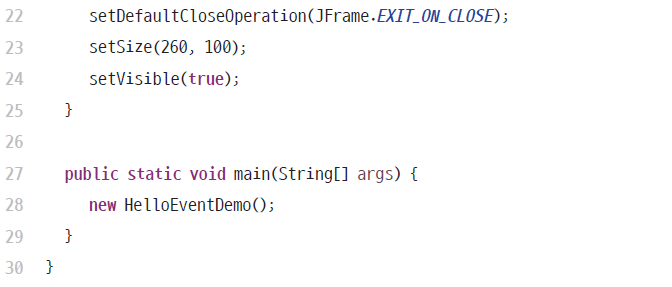 22 setDefaultCloseOperation(JFrame.EXIT_ON_CLOSE);
23 setSize(260, 100);
24 setVisible(true);
25 }
26
27 public static void main(String[] args) {
28 new HelloEventDemo();
29 }
30 }